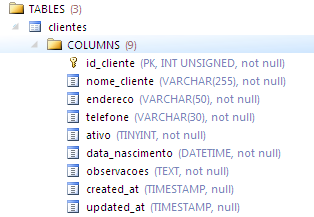 TABLES (3)
clientes
COLUMNS (9)
id_cliente (PK, INT UNSIGNED, not null)
nome_cliente (VARCHAR(255), not null)
endereco (VARCHAR(50), not null)
telefone (VARCHAR(30), not null)
ativo (TINYINT, not null)
data_nascimento (DATETIME, not null)
observacoes (TEXT, not null)
created_at (TIMESTAMP, not null)
updated_at (TIMESTAMP, not null)